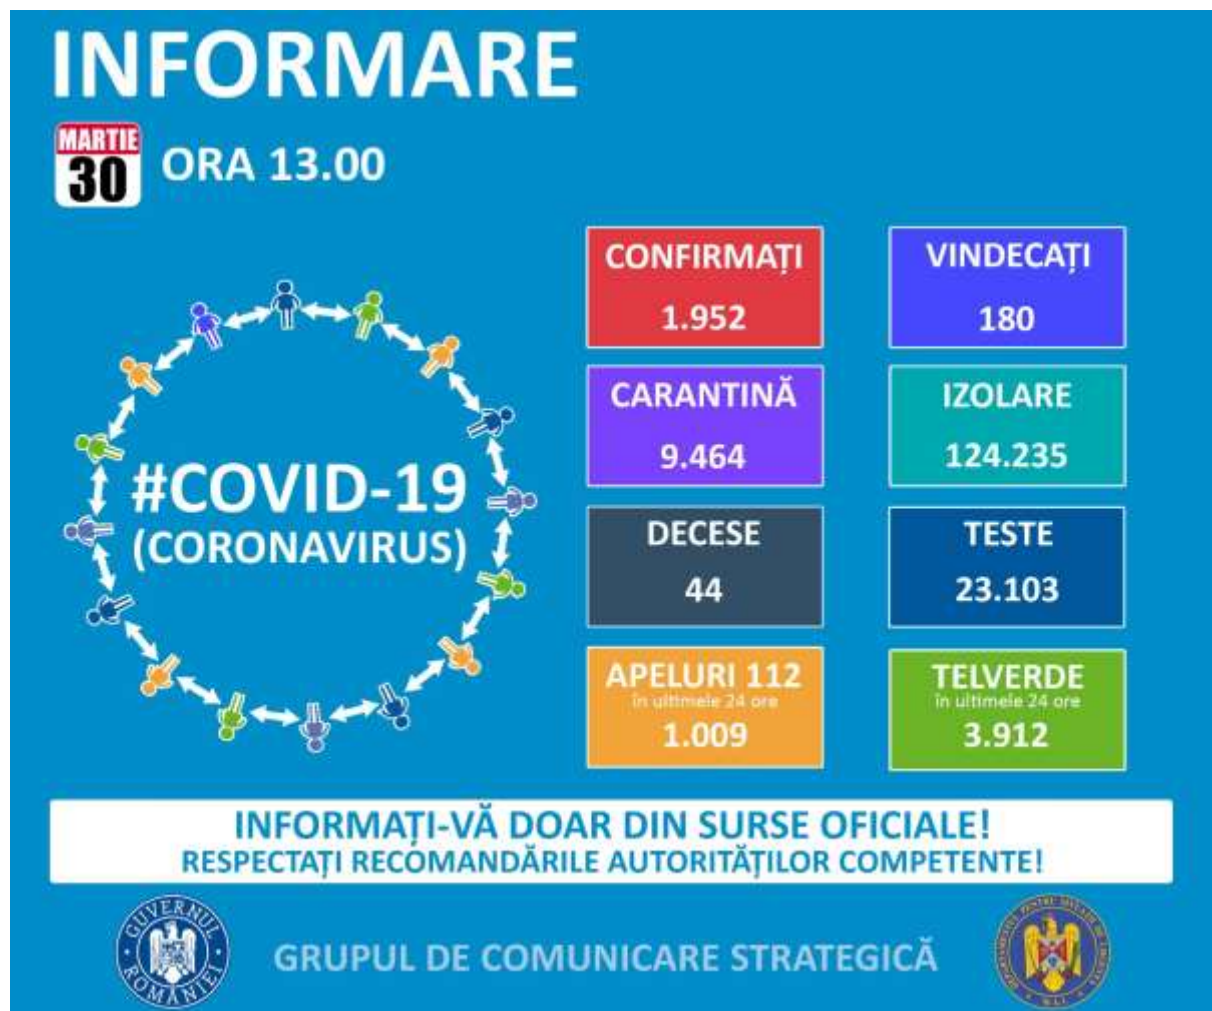 INFORMARE
MARTIE
30
ORA 13.00
CONFIRMAȚI
1.952
VINDECAȚI
180
CARANTINĂ
9.464
IZOLARE
124.235
#COVID-19
(CORONAVIRUS)
DECESE
44
TESTE
23.103
APELURI 112
în ultimele 24 ore
1.009
TELVERDE
în ultimele 24 ore
3.912
INFORMAȚI-VĂ DOAR DIN SURSE OFICIALE!
RESPECTAȚI RECOMANDĂRILE AUTORITĂȚILOR COMPETENTE!
GUVERNUL
ROMÂNIEI
GRUPUL DE COMUNICARE STRATEGICĂ